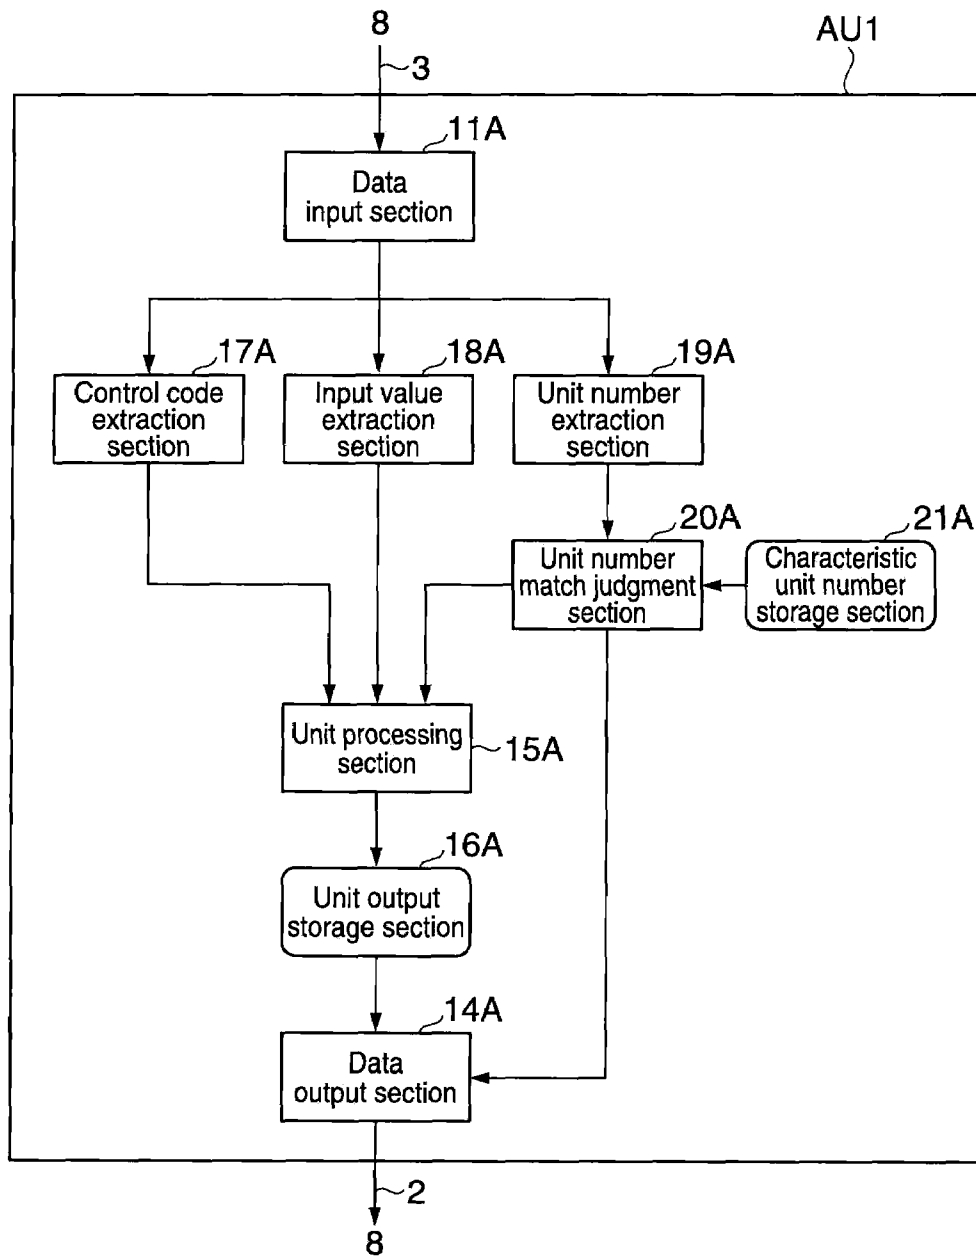 8
AU1
3
11A
Data
input section
17A
18A
19A
Control code
extraction
section
Input value
extraction
section
Unit number
extraction
section
20A
21A
Unit number
match judgment
section
Characteristic
unit number
storage section
Unit processing
section
15A
16A
Unit output
storage section
14A
Data
output section
2
8